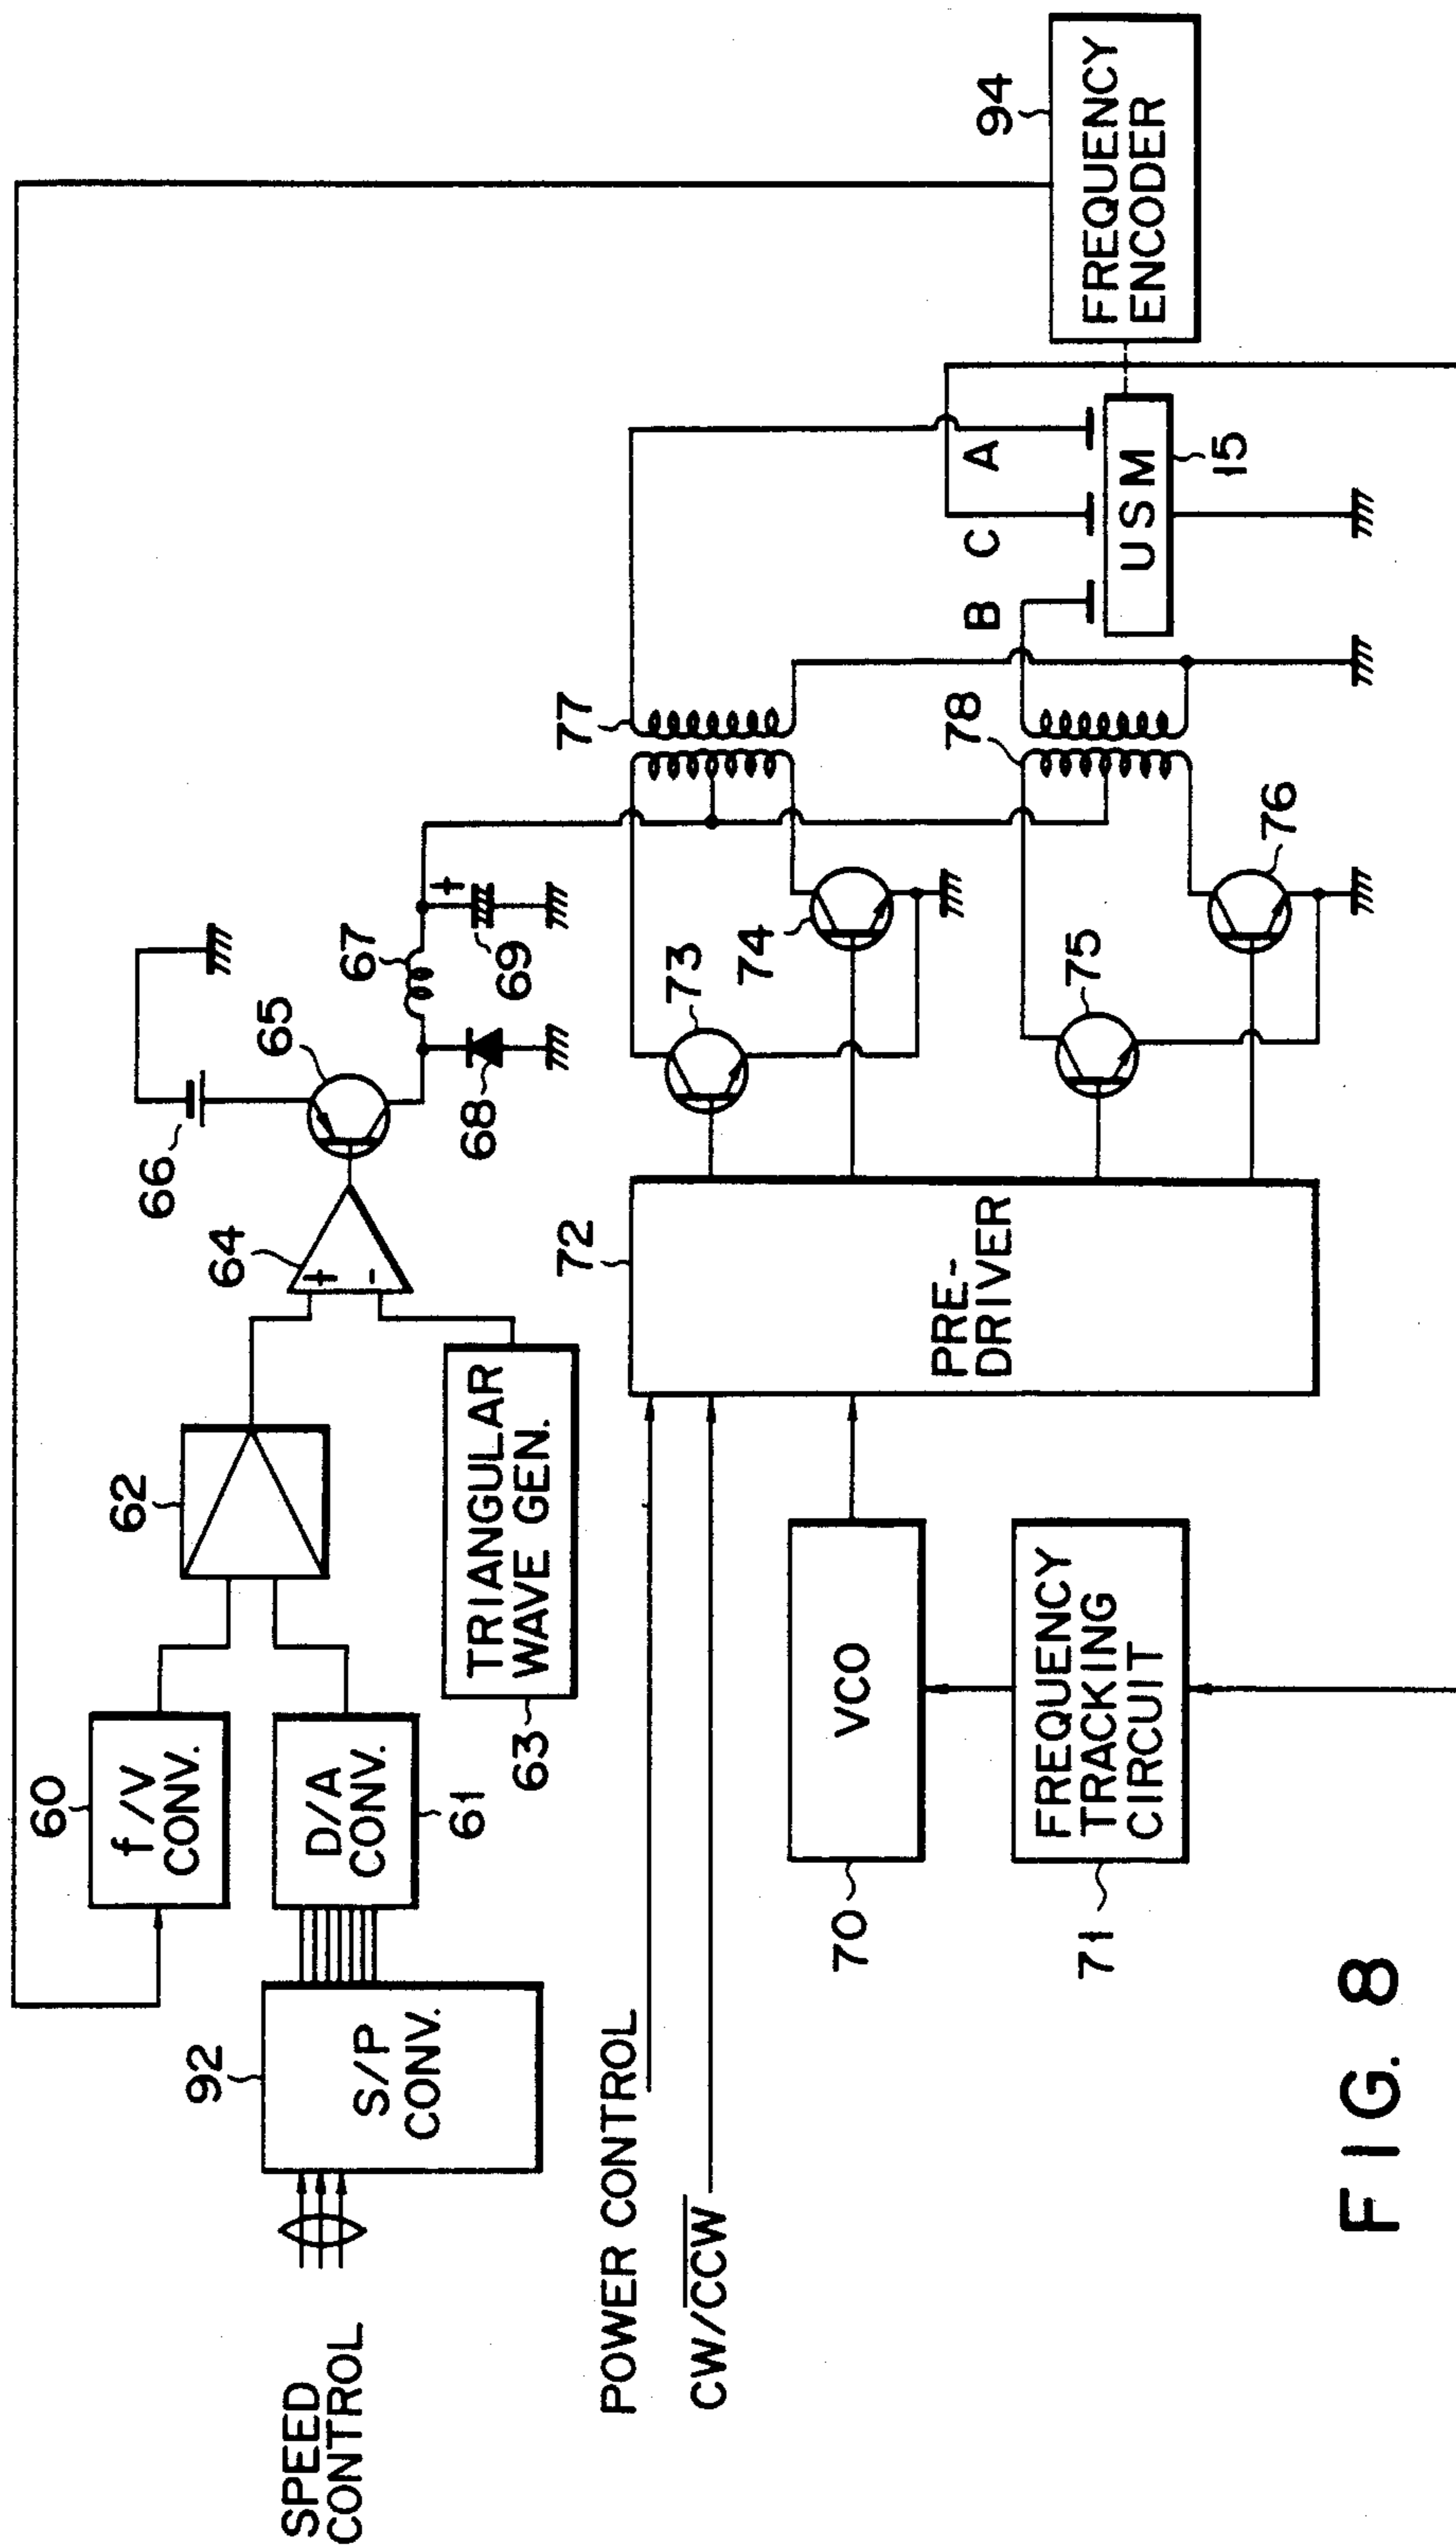 SPEED
CONTROL
92
S/P
CONV.
60
f/V
CONV.
D/A
CONV.
61
62
TRIANGULAR
WAVE GEN.
63
64
+
-
65
66
67
68
+
69
POWER CONTROL
CW/C̅C̅W̅
VCO
70
FREQUENCY
TRACKING
CIRCUIT
71
72
PRE-
DRIVER
73
74
75
76
77
78
B
C
A
USM
15
94
FREQUENCY
ENCODER
FIG. 8